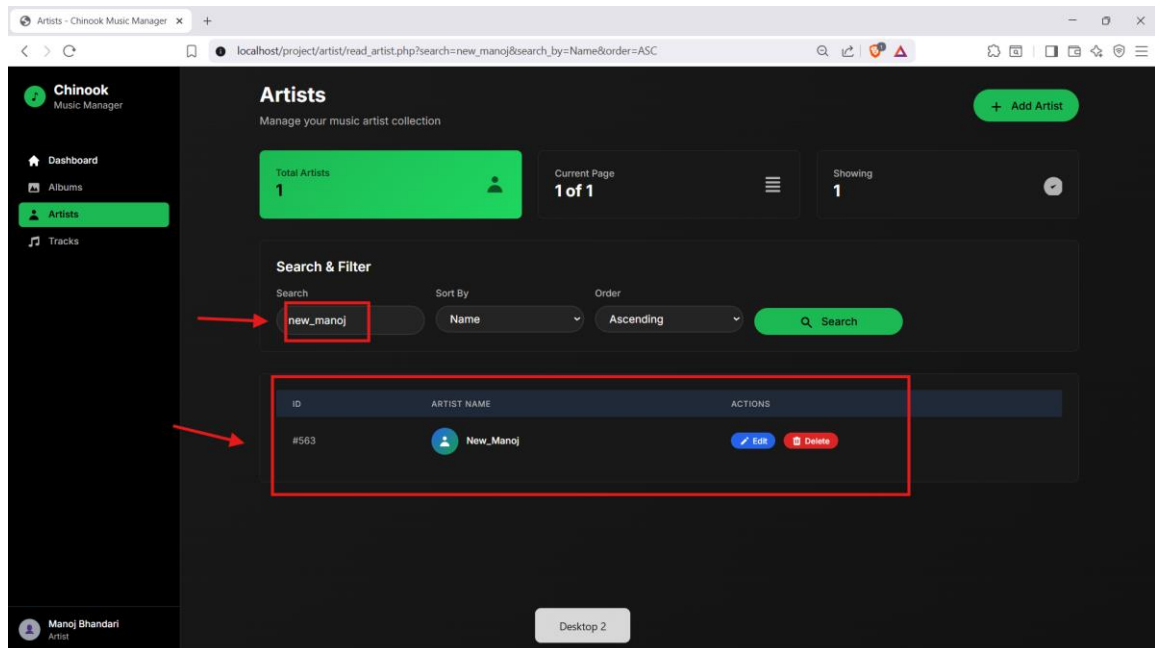 Artists - Chinook Music Manager
localhost/project/artist/read_artist.php?search=new_manoj&search_by=Name&order=ASC
Chinook
Music Manager
Dashboard
Albums
Artists
Tracks
Artists
Manage your music artist collection
+ Add Artist
Total Artists
1
Current Page
1 of 1
Showing
1
Search & Filter
Search
Sort By
Order
new_manoj
Name
Ascending
Search
ID ARTIST NAME ACTIONS
#563 New_Manoj Edit Delete
Manoj Bhandari
Artist
Desktop 2